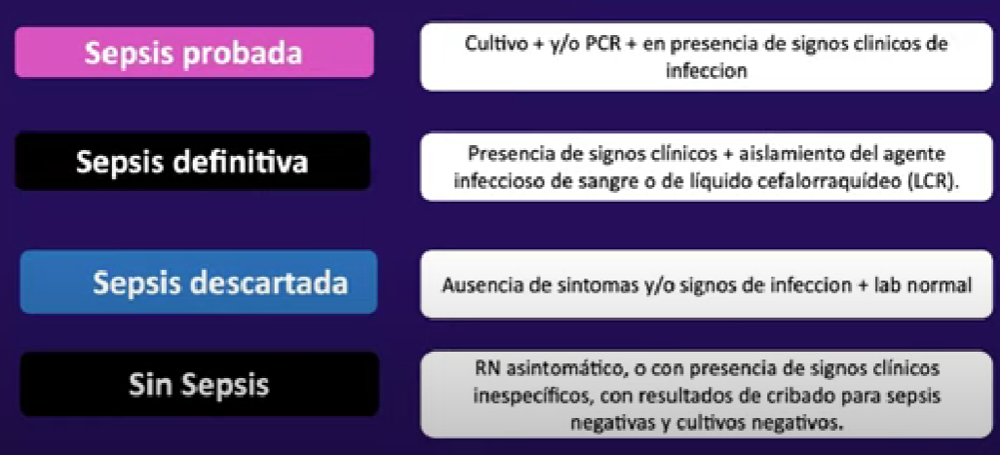 Sepsis probada
Cultivo + y/o PCR + en presencia de signos clinicos de
infeccion
Sepsis definitiva
Presencia de signos clínicos + aislamiento del agente
infeccioso de sangre o de líquido cefalorraquídeo (LCR).
Sepsis descartada
Ausencia de sintomas y/o signos de infeccion + lab normal
Sin Sepsis
RN asintomático, o con presencia de signos clínicos
inespecíficos, con resultados de cribado para sepsis
negativas y cultivos negativos.